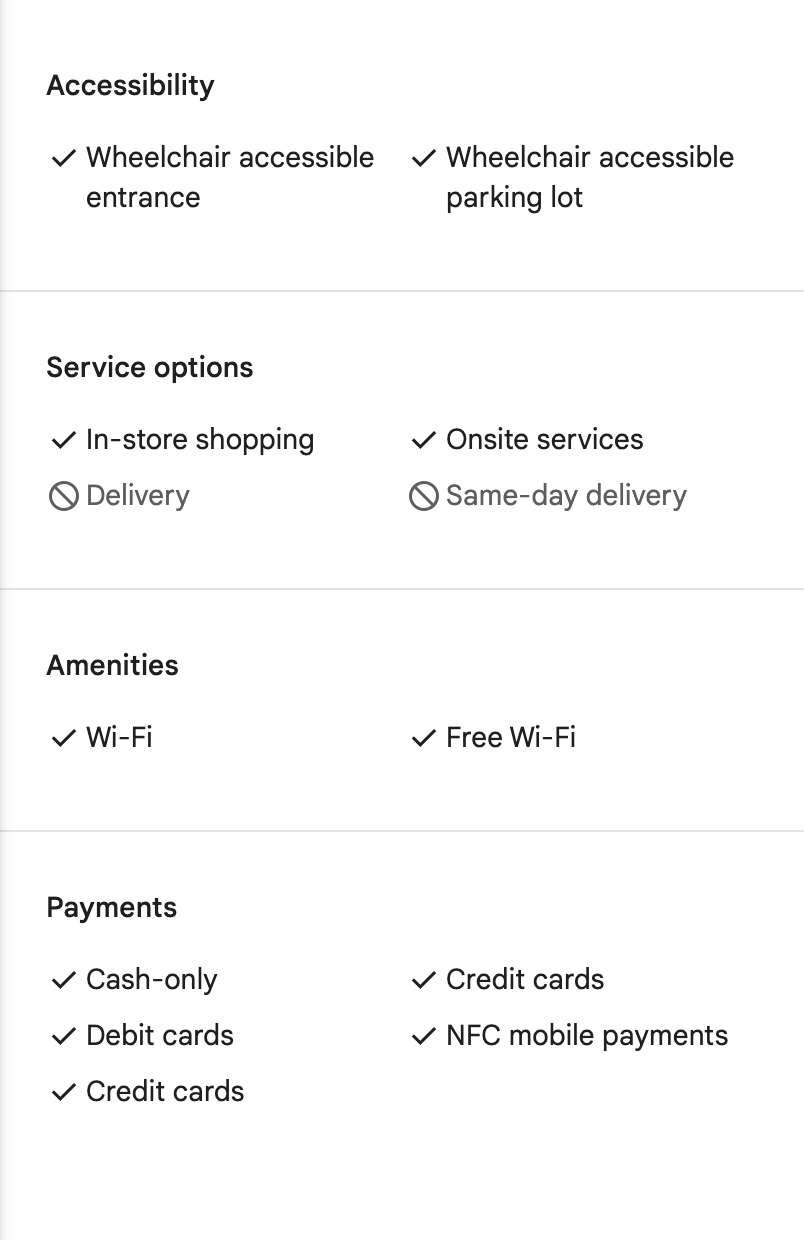 Accessibility
Wheelchair accessible entrance
Wheelchair accessible parking lot
Service options
In-store shopping
Onsite services
Delivery
Same-day delivery
Amenities
Wi-Fi
Free Wi-Fi
Payments
Cash-only
Credit cards
Debit cards
NFC mobile payments
Credit cards